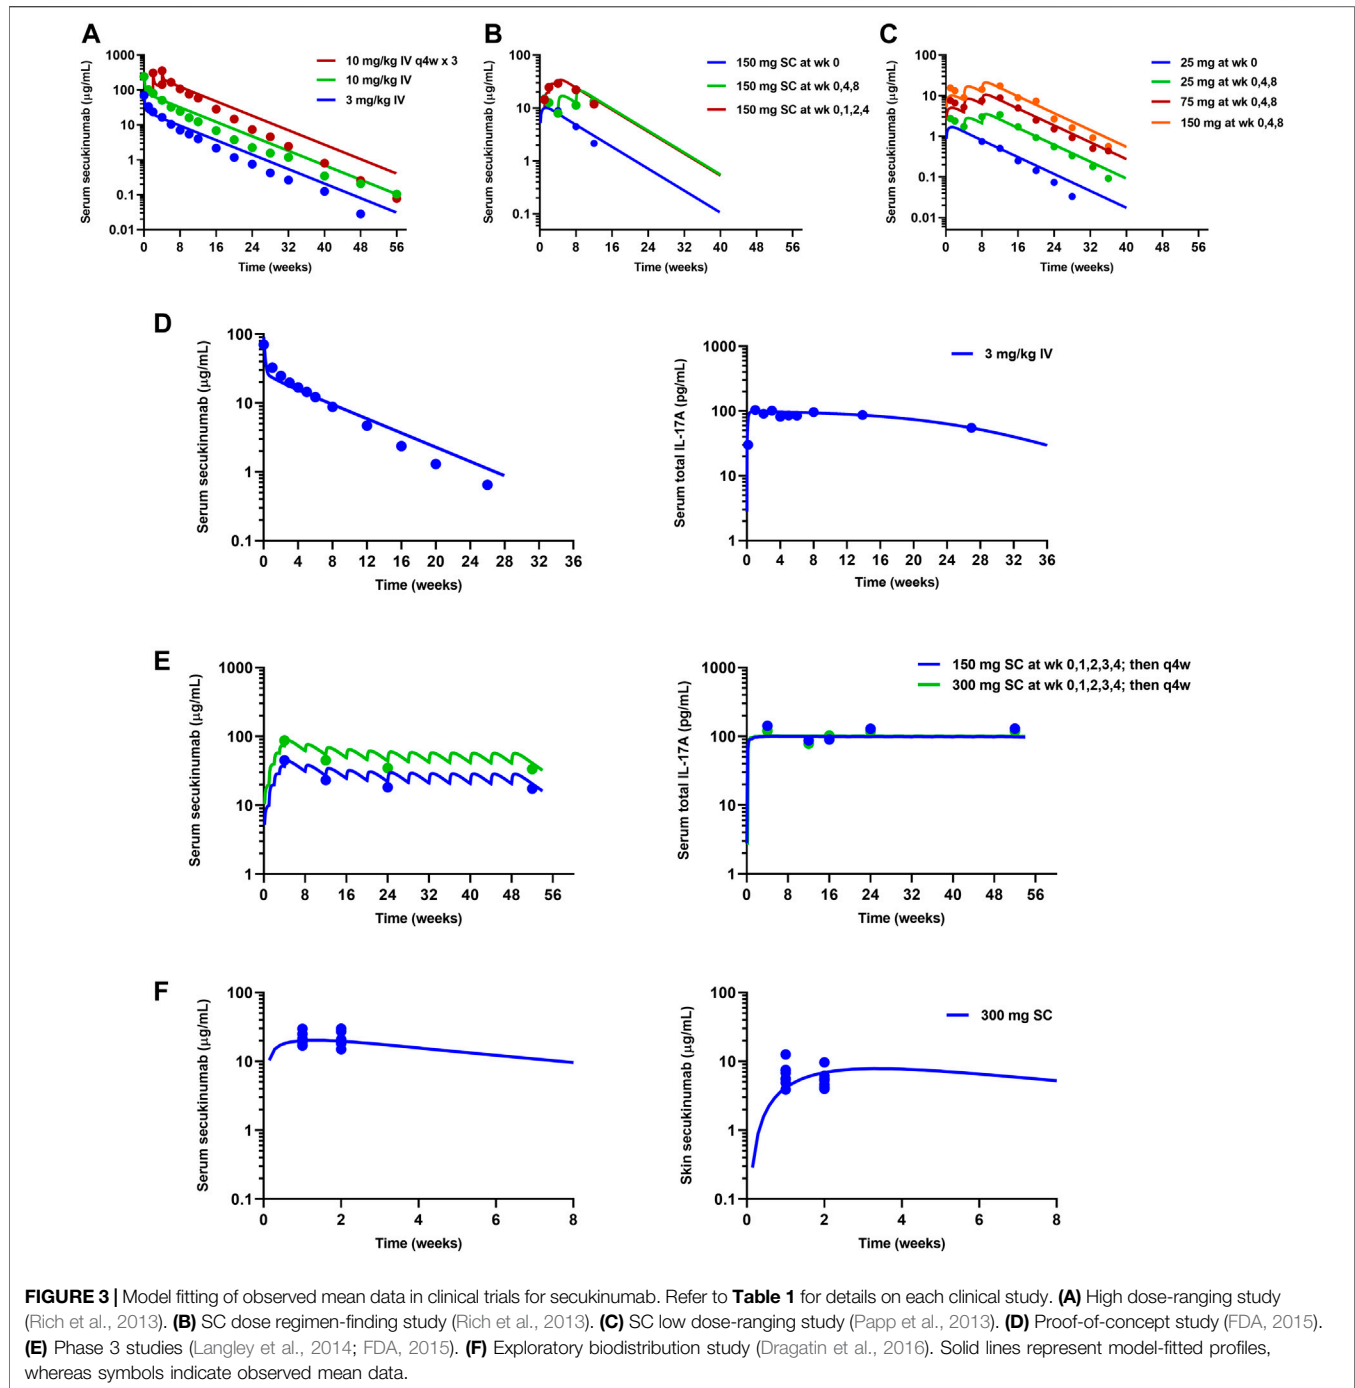 A
Serum secukinumab (μg/mL)
1000
100
10
1
0.1
0.01
0 8 16 24 32 40 48 56
Time (weeks)
10 mg/kg IV q4w x 3
10 mg/kg IV
3 mg/kg IV
B
Serum secukinumab (μg/mL)
100
10
1
0.1
0 8 16 24 32 40 48 56
Time (weeks)
150 mg SC at wk 0
150 mg SC at wk 0,4,8
150 mg SC at wk 0,1,2,4
C
Serum secukinumab (μg/mL)
100
10
1
0.1
0.01
0 8 16 24 32 40 48 56
Time (weeks)
25 mg at wk 0
25 mg at wk 0,4,8
75 mg at wk 0,4,8
150 mg at wk 0,4,8
D
Serum secukinumab (μg/mL)
100
10
1
0.1
0 4 8 12 16 20 24 28 32 36
Time (weeks)
Serum total IL-17A (pg/mL)
1000
100
10
1
0 4 8 12 16 20 24 28 32 36
Time (weeks)
3 mg/kg IV
E
Serum secukinumab (μg/mL)
1000
100
10
1
0 8 16 24 32 40 48 56
Time (weeks)
Serum total IL-17A (pg/mL)
1000
100
10
1
0 8 16 24 32 40 48 56
Time (weeks)
150 mg SC at wk 0,1,2,3,4; then q4w
300 mg SC at wk 0,1,2,3,4; then q4w
F
Serum secukinumab (μg/mL)
100
10
1
0.1
0 2 4 6 8
Time (weeks)
Skin secukinumab (μg/mL)
100
10
1
0.1
0 2 4 6 8
Time (weeks)
300 mg SC
FIGURE 3 | Model fitting of observed mean data in clinical trials for secukinumab. Refer to Table 1 for details on each clinical study. (A) High dose-ranging study
(Rich et al., 2013). (B) SC dose regimen-finding study (Rich et al., 2013). (C) SC low dose-ranging study (Papp et al., 2013). (D) Proof-of-concept study (FDA, 2015).
(E) Phase 3 studies (Langley et al., 2014; FDA, 2015). (F) Exploratory biodistribution study (Dragatin et al., 2016). Solid lines represent model-fitted profiles,
whereas symbols indicate observed mean data.